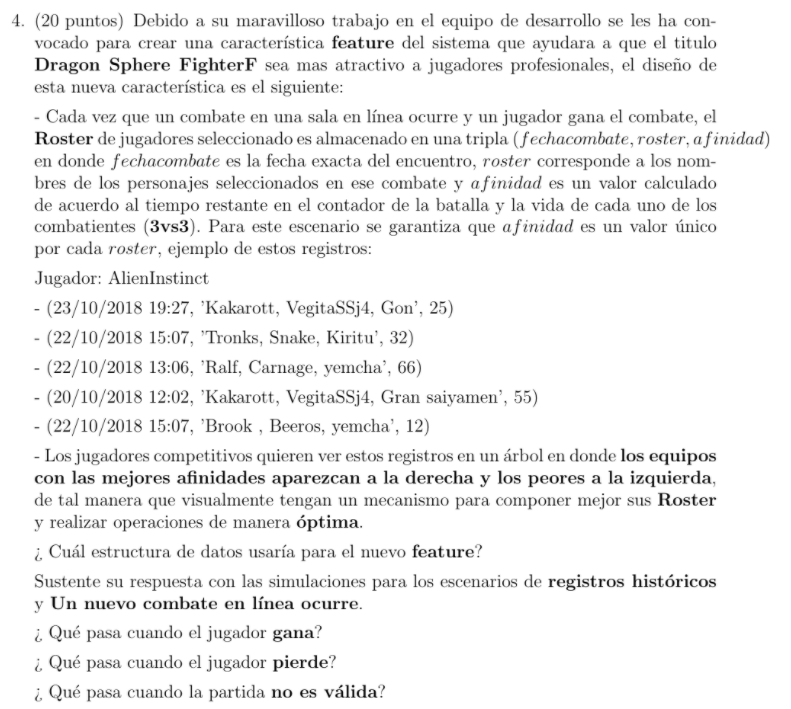 4. (20 puntos) Debido a su maravilloso trabajo en el equipo de desarrollo se les ha con-
vocado para crear una característica feature del sistema que ayudara a que el titulo
Dragon Sphere FighterF sea mas atractivo a jugadores profesionales, el diseño de
esta nueva característica es el siguiente:
- Cada vez que un combate en una sala en línea ocurre y un jugador gana el combate, el
Roster de jugadores seleccionado es almacenado en una tripla (fechacombate, roster, afinidad)
en donde fechacombate es la fecha exacta del encuentro, roster corresponde a los nom-
bres de los personajes seleccionados en ese combate y afinidad es un valor calculado
de acuerdo al tiempo restante en el contador de la batalla y la vida de cada uno de los
combatientes (3vs3). Para este escenario se garantiza que afinidad es un valor único
por cada roster, ejemplo de estos registros:
Jugador: AlienInstinct
- (23/10/2018 19:27, 'Kakarott, VegitaSSj4, Gon', 25)
- (22/10/2018 15:07, 'Tronks, Snake, Kiritu', 32)
- (22/10/2018 13:06, 'Ralf, Carnage, yemcha', 66)
- (20/10/2018 12:02, 'Kakarott, VegitaSSj4, Gran saiyamen', 55)
- (22/10/2018 15:07, 'Brook , Beeros, yemcha', 12)
- Los jugadores competitivos quieren ver estos registros en un árbol en donde los equipos
con las mejores afinidades aparezcan a la derecha y los peores a la izquierda,
de tal manera que visualmente tengan un mecanismo para componer mejor sus Roster
y realizar operaciones de manera óptima.
¿ Cuál estructura de datos usaría para el nuevo feature?
Sustente su respuesta con las simulaciones para los escenarios de registros históricos
y Un nuevo combate en línea ocurre.
¿ Qué pasa cuando el jugador gana?
¿ Qué pasa cuando el jugador pierde?
¿ Qué pasa cuando la partida no es válida?